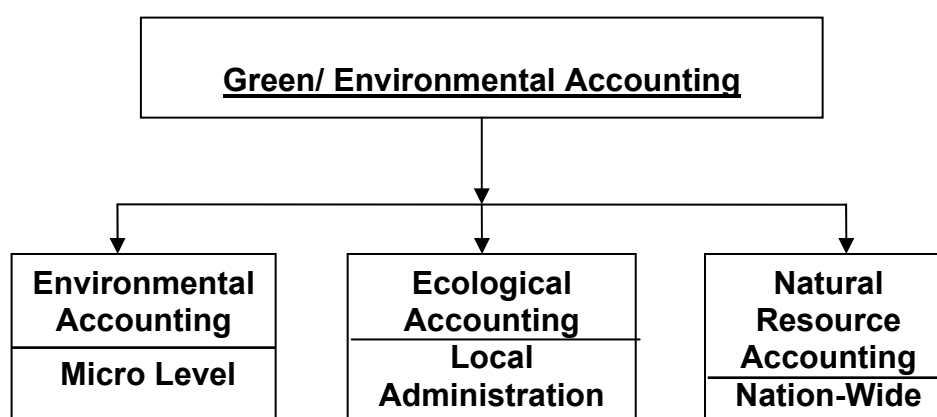 Green/ Environmental Accounting
Environmental
Accounting
Micro Level
Ecological
Accounting
Local
Administration
Natural
Resource
Accounting
Nation-Wide